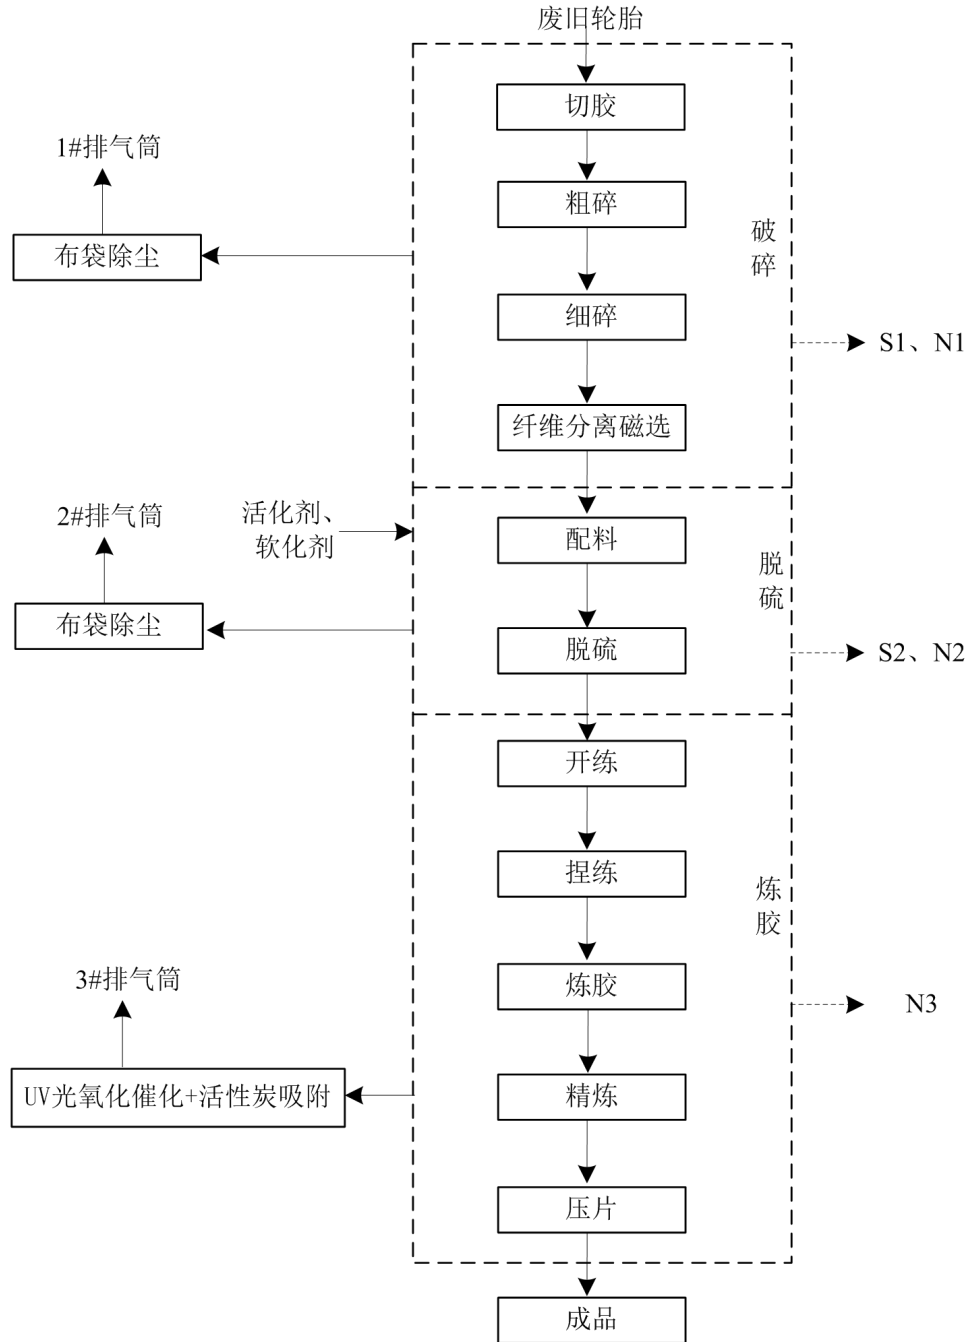 废旧轮胎
切胶
1#排气筒
粗碎
破碎
布袋除尘
细碎
S1、N1
纤维分离磁选
2#排气筒
活化剂、
软化剂
配料
脱硫
布袋除尘
脱硫
S2、N2
开练
捏练
炼胶
3#排气筒
炼胶
N3
UV光氧化催化+活性炭吸附
精炼
压片
成品